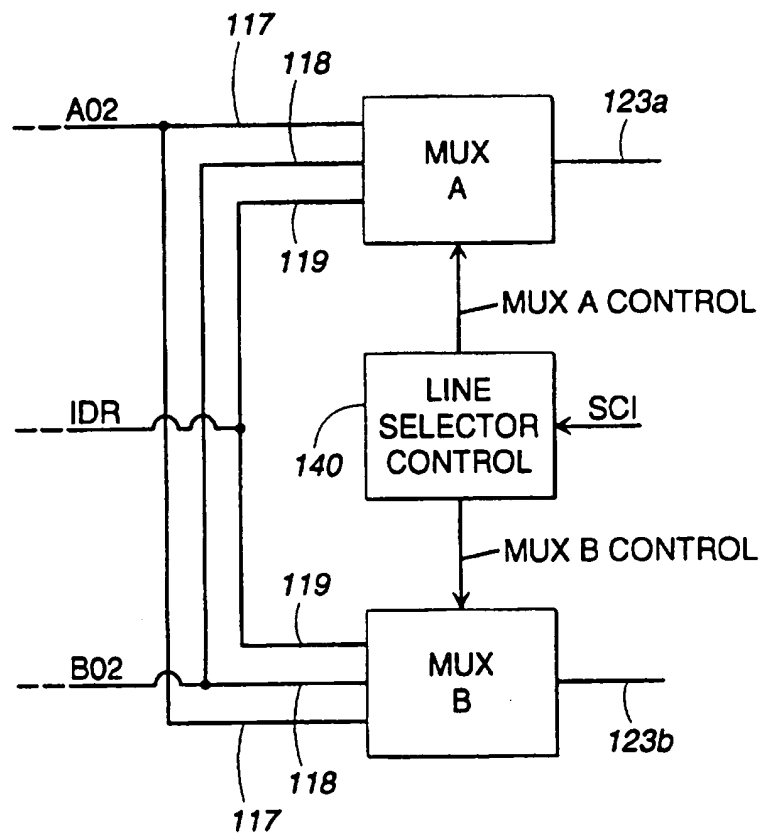 117
118
A02
123a
MUX
A
119
MUX A CONTROL
IDR
LINE
SELECTOR
CONTROL
SCI
140
MUX B CONTROL
119
B02
MUX
B
118
123b
117